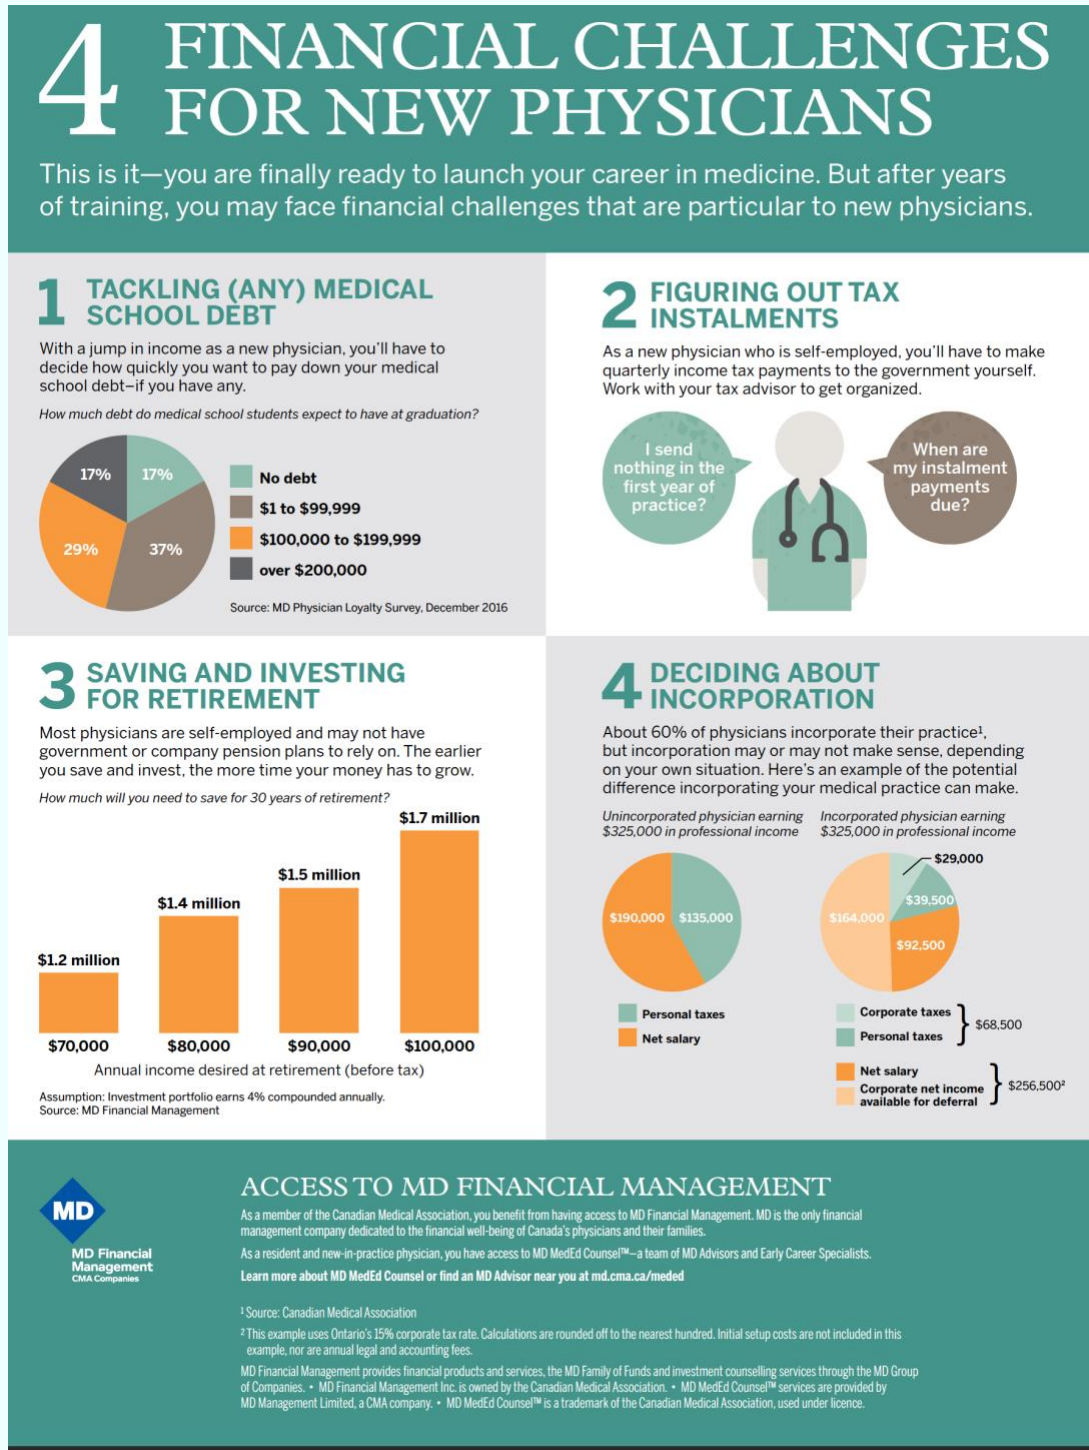 4 FINANCIAL CHALLENGES
FOR NEW PHYSICIANS
This is it—you are finally ready to launch your career in medicine. But after years
of training, you may face financial challenges that are particular to new physicians.
1 TACKLING (ANY) MEDICAL
SCHOOL DEBT
With a jump in income as a new physician, you'll have to
decide how quickly you want to pay down your medical
school debt–if you have any.
How much debt do medical school students expect to have at graduation?
17%
17%
29%
37%
No debt
$1 to $99,999
$100,000 to $199,999
over $200,000
Source: MD Physician Loyalty Survey, December 2016
2 FIGURING OUT TAX
INSTALMENTS
As a new physician who is self-employed, you'll have to make
quarterly income tax payments to the government yourself.
Work with your tax advisor to get organized.
I send
nothing in the
first year of
practice?
When are
my instalment
payments
due?
3 SAVING AND INVESTING
FOR RETIREMENT
Most physicians are self-employed and may not have
government or company pension plans to rely on. The earlier
you save and invest, the more time your money has to grow.
How much will you need to save for 30 years of retirement?
$1.2 million
$1.4 million
$1.5 million
$1.7 million
$70,000
$80,000
$90,000
$100,000
Annual income desired at retirement (before tax)
Assumption: Investment portfolio earns 4% compounded annually.
Source: MD Financial Management
4 DECIDING ABOUT
INCORPORATION
About 60% of physicians incorporate their practice¹,
but incorporation may or may not make sense, depending
on your own situation. Here's an example of the potential
difference incorporating your medical practice can make.
Unincorporated physician earning
$325,000 in professional income
$190,000
$135,000
Personal taxes
Net salary
Incorporated physician earning
$325,000 in professional income
$29,000
$39,500
$164,000
$92,500
Corporate taxes
Personal taxes
$68,500
Net salary
Corporate net income
available for deferral
$256,500²
MD
MD Financial
Management
CMA Companies
ACCESS TO MD FINANCIAL MANAGEMENT
As a member of the Canadian Medical Association, you benefit from having access to MD Financial Management. MD is the only financial
management company dedicated to the financial well-being of Canada's physicians and their families.
As a resident and new-in-practice physician, you have access to MD MedEd Counsel™–a team of MD Advisors and Early Career Specialists.
Learn more about MD MedEd Counsel or find an MD Advisor near you at md.cma.ca/meded
¹ Source: Canadian Medical Association
² This example uses Ontario's 15% corporate tax rate. Calculations are rounded off to the nearest hundred. Initial setup costs are not included in this
example, nor are annual legal and accounting fees.
MD Financial Management provides financial products and services, the MD Family of Funds and investment counselling services through the MD Group
of Companies. • MD Financial Management Inc. is owned by the Canadian Medical Association. • MD MedEd Counsel™ services are provided by
MD Management Limited, a CMA company. • MD MedEd Counsel™ is a trademark of the Canadian Medical Association, used under licence.